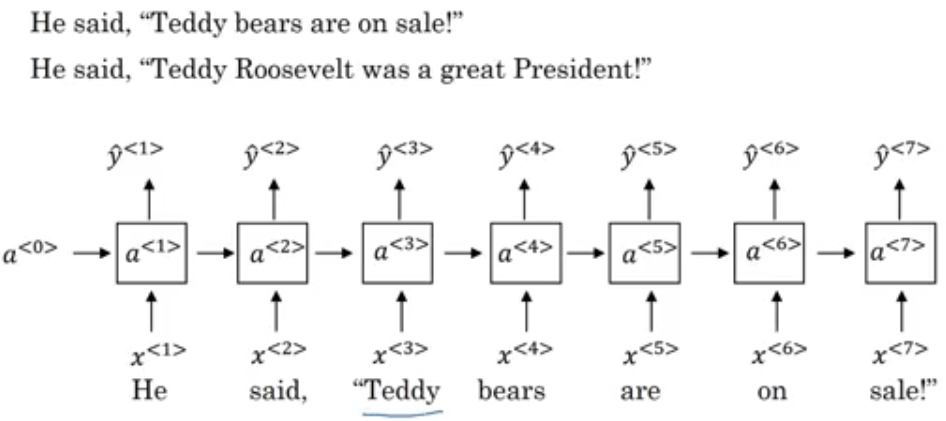 He said, “Teddy bears are on sale!”
He said, “Teddy Roosevelt was a great President!”
ŷ<1> ŷ<2> ŷ<3> ŷ<4> ŷ<5> ŷ<6> ŷ<7>
a<0> a<1> a<2> a<3> a<4> a<5> a<6> a<7>
x<1> x<2> x<3> x<4> x<5> x<6> x<7>
He said, “Teddy bears are on sale!”